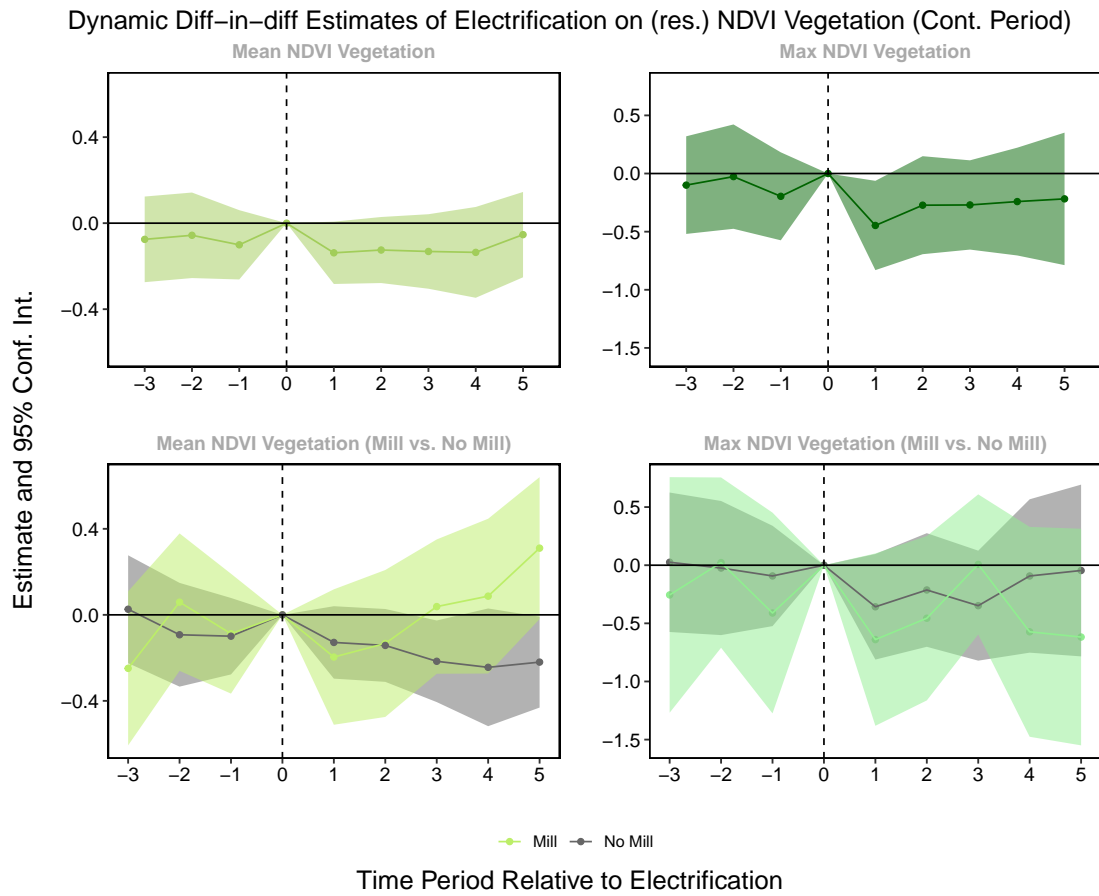 Dynamic Diff−in−diff Estimates of Electrification on (res.) NDVI Vegetation (Cont. Period)
Mean NDVI Vegetation
Max NDVI Vegetation
0.4
0.0
−0.4
0.5
0.0
−0.5
−1.0
−1.5
−3 −2 −1 0 1 2 3 4 5
−3 −2 −1 0 1 2 3 4 5
Estimate and 95% Conf. Int.
Mean NDVI Vegetation (Mill vs. No Mill)
Max NDVI Vegetation (Mill vs. No Mill)
0.4
0.0
−0.4
0.5
0.0
−0.5
−1.0
−1.5
−3 −2 −1 0 1 2 3 4 5
−3 −2 −1 0 1 2 3 4 5
Mill No Mill
Time Period Relative to Electrification